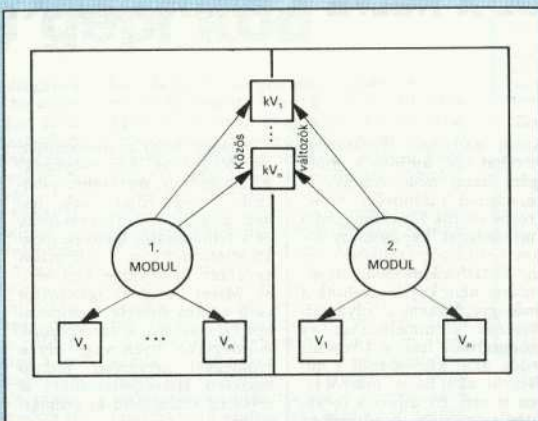 kV1
...
Közös
változók
kVn
1.
MODUL
2.
MODUL
V1
...
Vn
V1
Vn